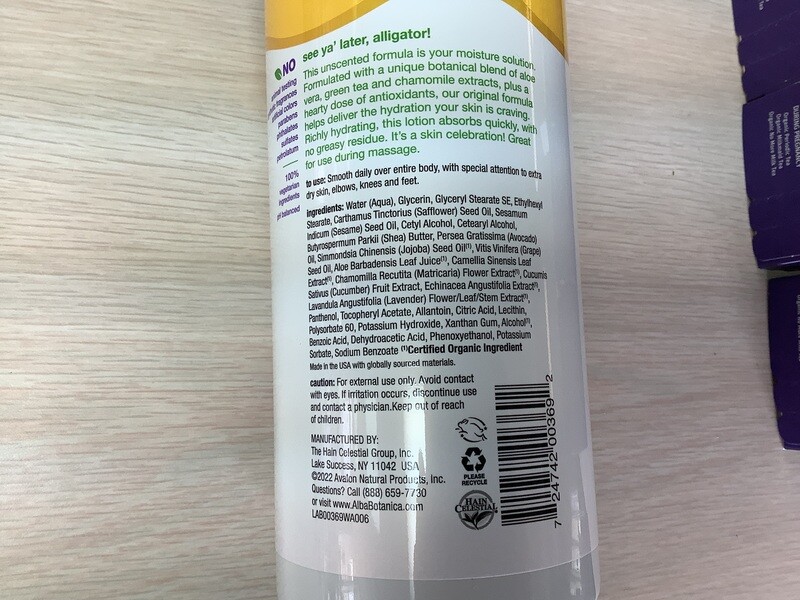 see ya' later, alligator!
This unscented formula is your moisture solution.
Formulated with a unique botanical blend of aloe
vera, green tea and chamomile extracts, plus a
hearty dose of antioxidants, our original formula
helps deliver the hydration your skin is craving.
Richly hydrating, this lotion absorbs quickly, with
no greasy residue. It's a skin celebration! Great
for use during massage.
NO
testing
fragrances
colors
parabens
phthalates
sulfates
petrolatum
100%
vegetarian
ingredients
pH balanced
to use: Smooth daily over entire body, with special attention to extra
dry skin, elbows, knees and feet.
ingredients: Water (Aqua), Glycerin, Glyceryl Stearate SE, Ethylhexyl
Stearate, Carthamus Tinctorius (Safflower) Seed Oil, Sesamum
Indicum (Sesame) Seed Oil, Cetyl Alcohol, Cetearyl Alcohol,
Butyrospermum Parkii (Shea) Butter, Persea Gratissima (Avocado)
Oil, Simmondsia Chinensis (Jojoba) Seed Oil⁽¹⁾, Vitis Vinifera (Grape)
Seed Oil, Aloe Barbadensis Leaf Juice⁽¹⁾, Camellia Sinensis Leaf
Extract⁽¹⁾, Chamomilla Recutita (Matricaria) Flower Extract⁽¹⁾, Cucumis
Sativus (Cucumber) Fruit Extract, Echinacea Angustifolia Extract⁽¹⁾,
Lavandula Angustifolia (Lavender) Flower/Leaf/Stem Extract⁽¹⁾,
Panthenol, Tocopheryl Acetate, Allantoin, Citric Acid, Lecithin,
Polysorbate 60, Potassium Hydroxide, Xanthan Gum, Alcohol⁽¹⁾,
Benzoic Acid, Dehydroacetic Acid, Phenoxyethanol, Potassium
Sorbate, Sodium Benzoate ⁽¹⁾Certified Organic Ingredient
Made in the USA with globally sourced materials.
caution: For external use only. Avoid contact
with eyes. If irritation occurs, discontinue use
and contact a physician.Keep out of reach
of children.
MANUFACTURED BY:
The Hain Celestial Group, Inc.
Lake Success, NY 11042 USA
©2022 Avalon Natural Products, Inc.
Questions? Call (888) 659-7730
or visit www.AlbaBotanica.com
LAB00369WA006
PLEASE
RECYCLE
HAIN
CELESTIAL
7 24742 00369 2
DURING PREGNANCY
Organic Milkmaid Tea
Organic No More Milk Tea